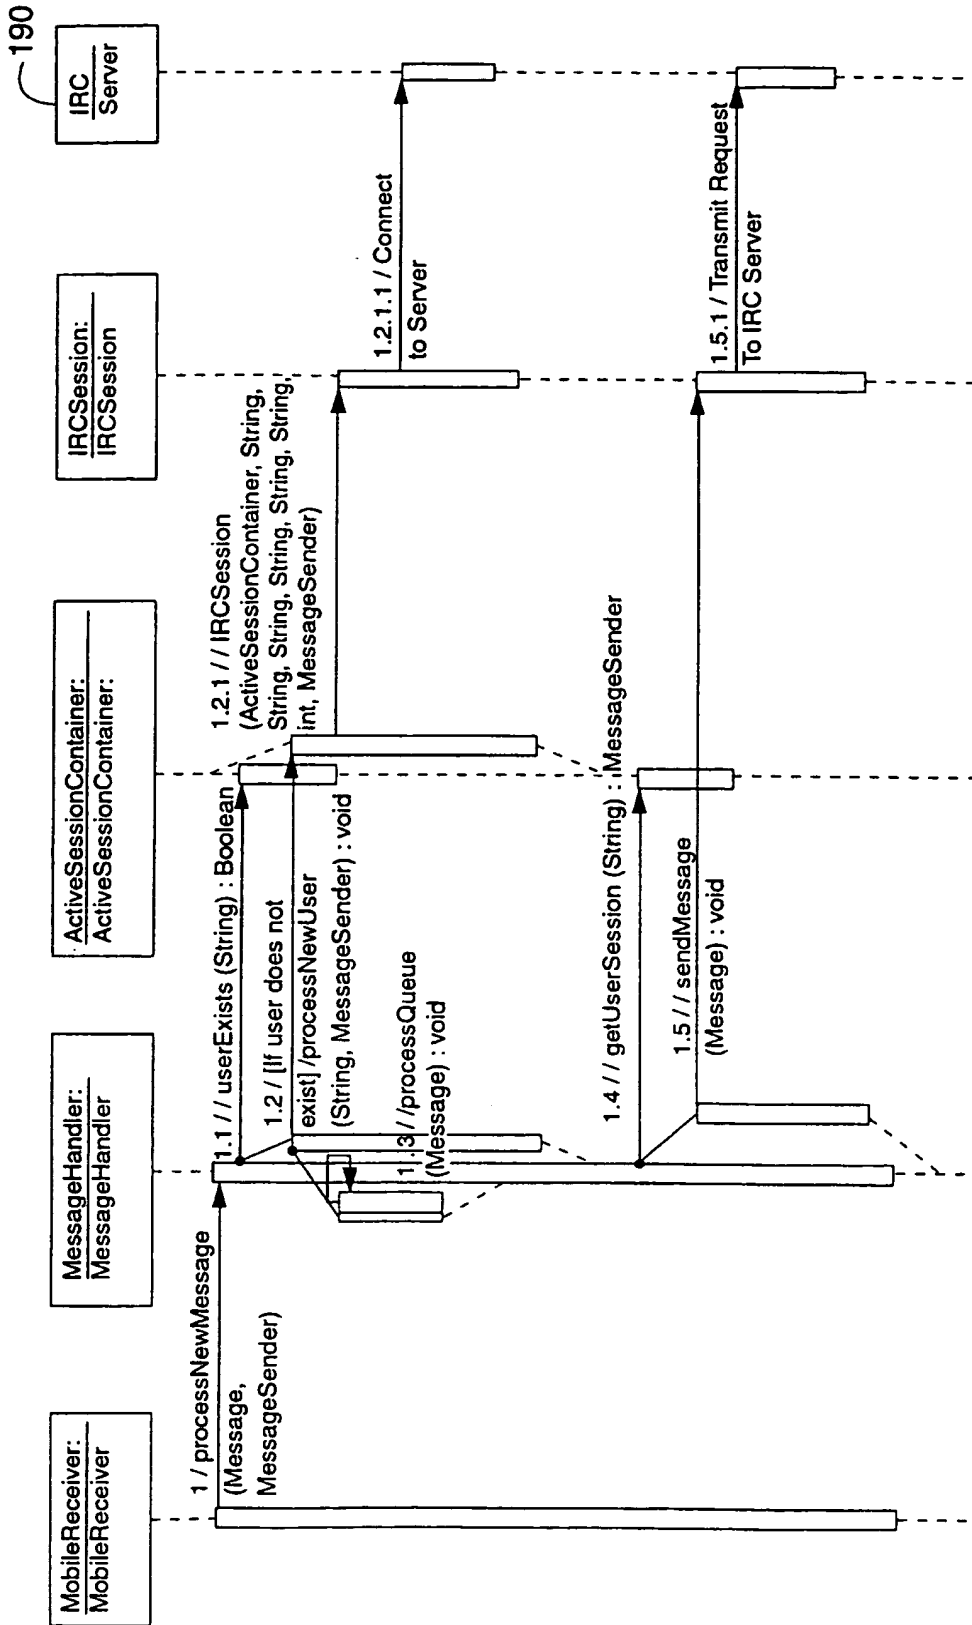 MobileReceiver:
MobileReceiver
MessageHandler:
MessageHandler
ActiveSessionContainer:
ActiveSessionContainer:
IRCSession:
IRCSession
IRC
Server
190
1 / processNewMessage
(Message,
MessageSender)
1.1 / / userExists (String) : Boolean
1.2 / [If user does not
exist] /processNewUser
(String, MessageSender) : void
1.2.1 / / IRCSession
(ActiveSessionContainer, String,
String, String, String, String, String,
int, MessageSender)
1.2.1.1 / Connect
to Server
1.3 / /processQueue
(Message) : void
1.4 / / getUserSession (String) : MessageSender
1.5 / / sendMessage
(Message) : void
1.5.1 / Transmit Request
To IRC Server